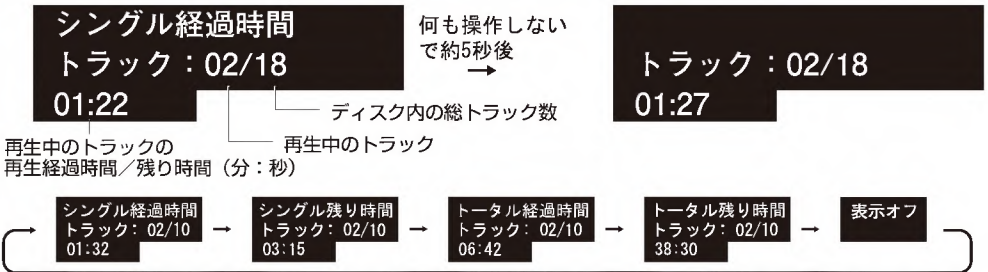 シングル経過時間
トラック：02/18
01:22
何も操作しない
で約5秒後
→
トラック：02/18
01:27
ディスク内の総トラック数
再生中のトラック
再生中のトラックの
再生経過時間／残り時間（分：秒）
シングル経過時間
トラック：02/10
01:32
→
シングル残り時間
トラック：02/10
03:15
→
トータル経過時間
トラック：02/10
06:42
→
トータル残り時間
トラック：02/10
38:30
→
表示オフ